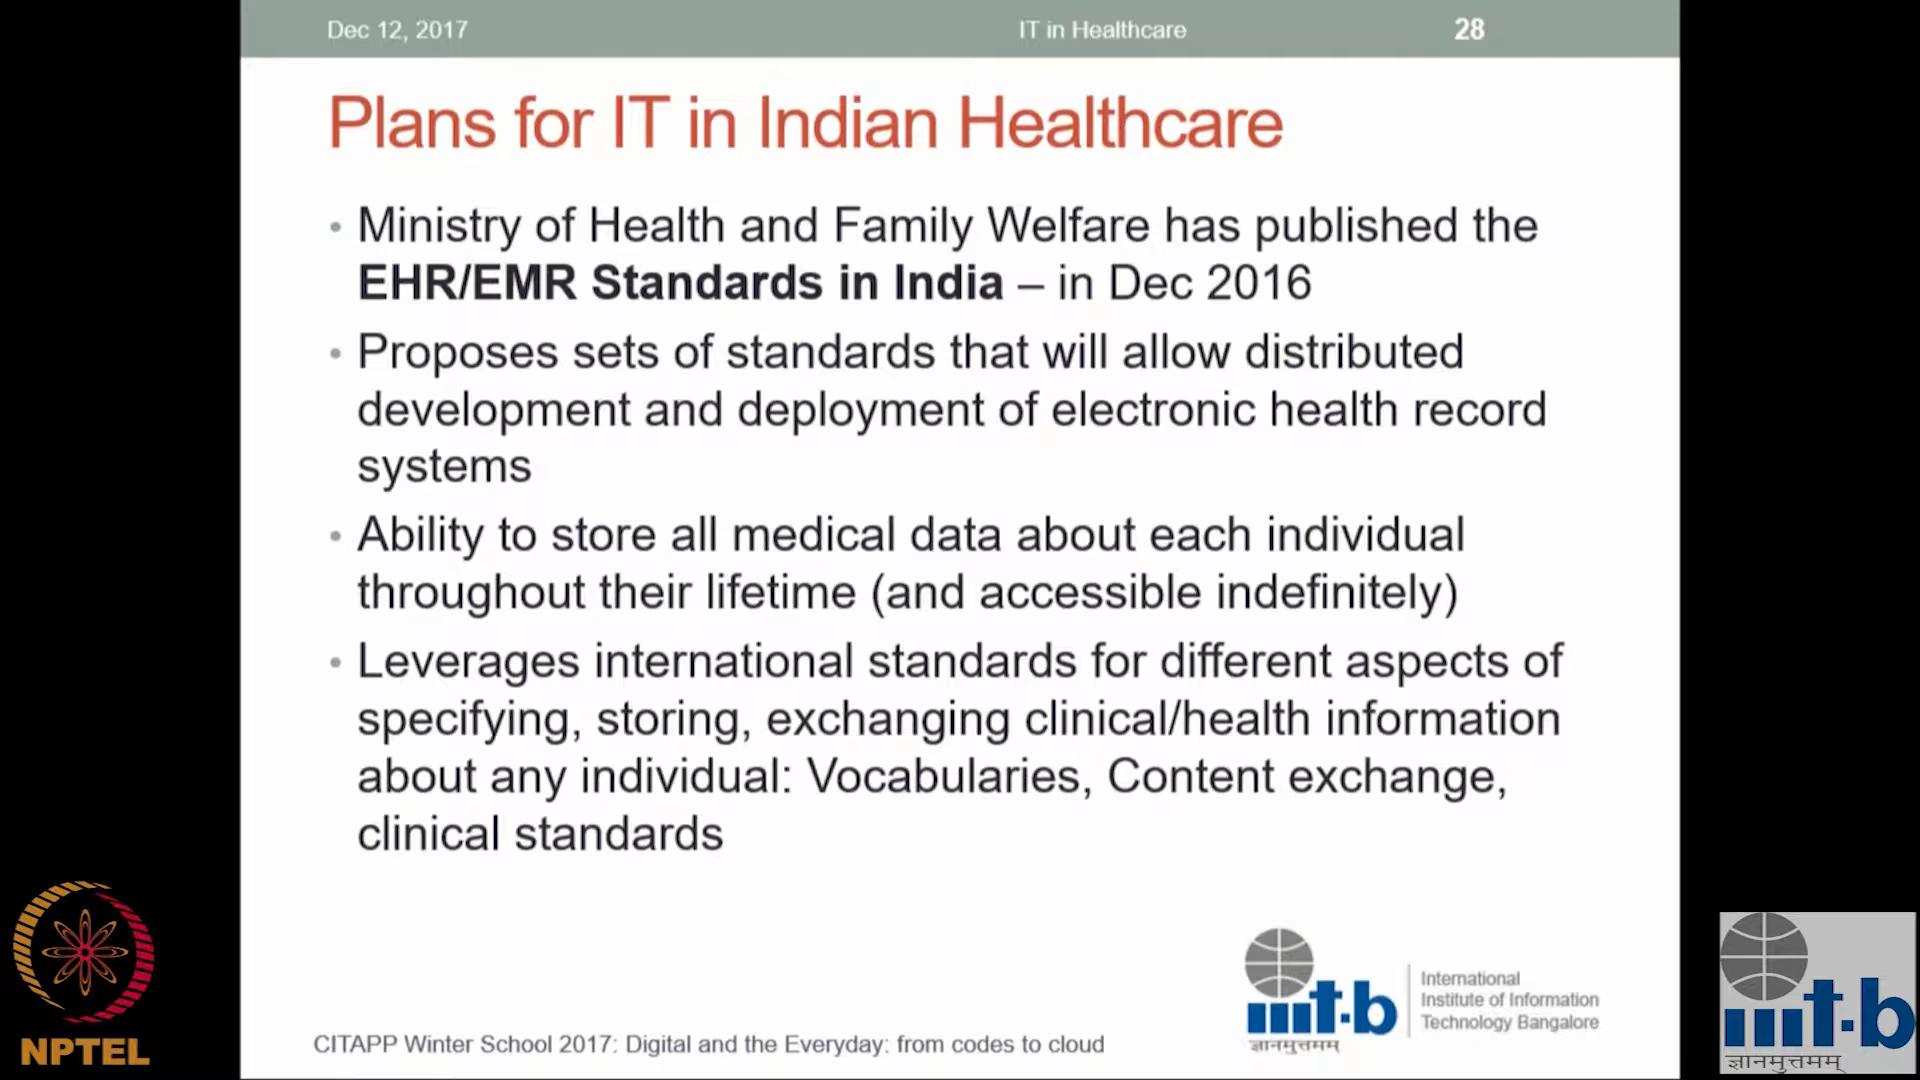 Dec 12, 2017 IT in Healthcare 28
Plans for IT in Indian Healthcare
• Ministry of Health and Family Welfare has published the
EHR/EMR Standards in India – in Dec 2016
• Proposes sets of standards that will allow distributed
development and deployment of electronic health record
systems
• Ability to store all medical data about each individual
throughout their lifetime (and accessible indefinitely)
• Leverages international standards for different aspects of
specifying, storing, exchanging clinical/health information
about any individual: Vocabularies, Content exchange,
clinical standards
CITAPP Winter School 2017: Digital and the Everyday: from codes to cloud
iiit-b
ज्ञानमुत्तमम्
International
Institute of Information
Technology Bangalore
NPTEL
iiit-b
ज्ञानमुत्तमम्